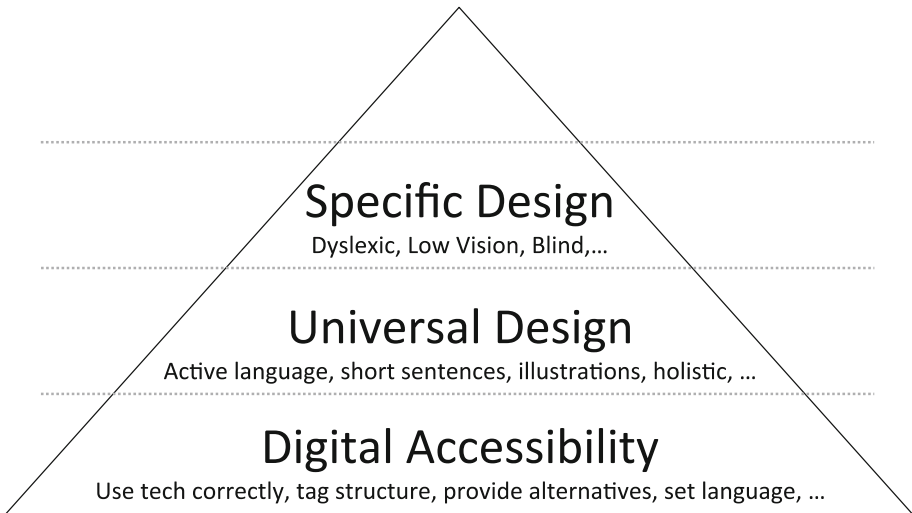 Specific Design
Dyslexic, Low Vision, Blind,...
Universal Design
Active language, short sentences, illustrations, holistic, ...
Digital Accessibility
Use tech correctly, tag structure, provide alternatives, set language, ...